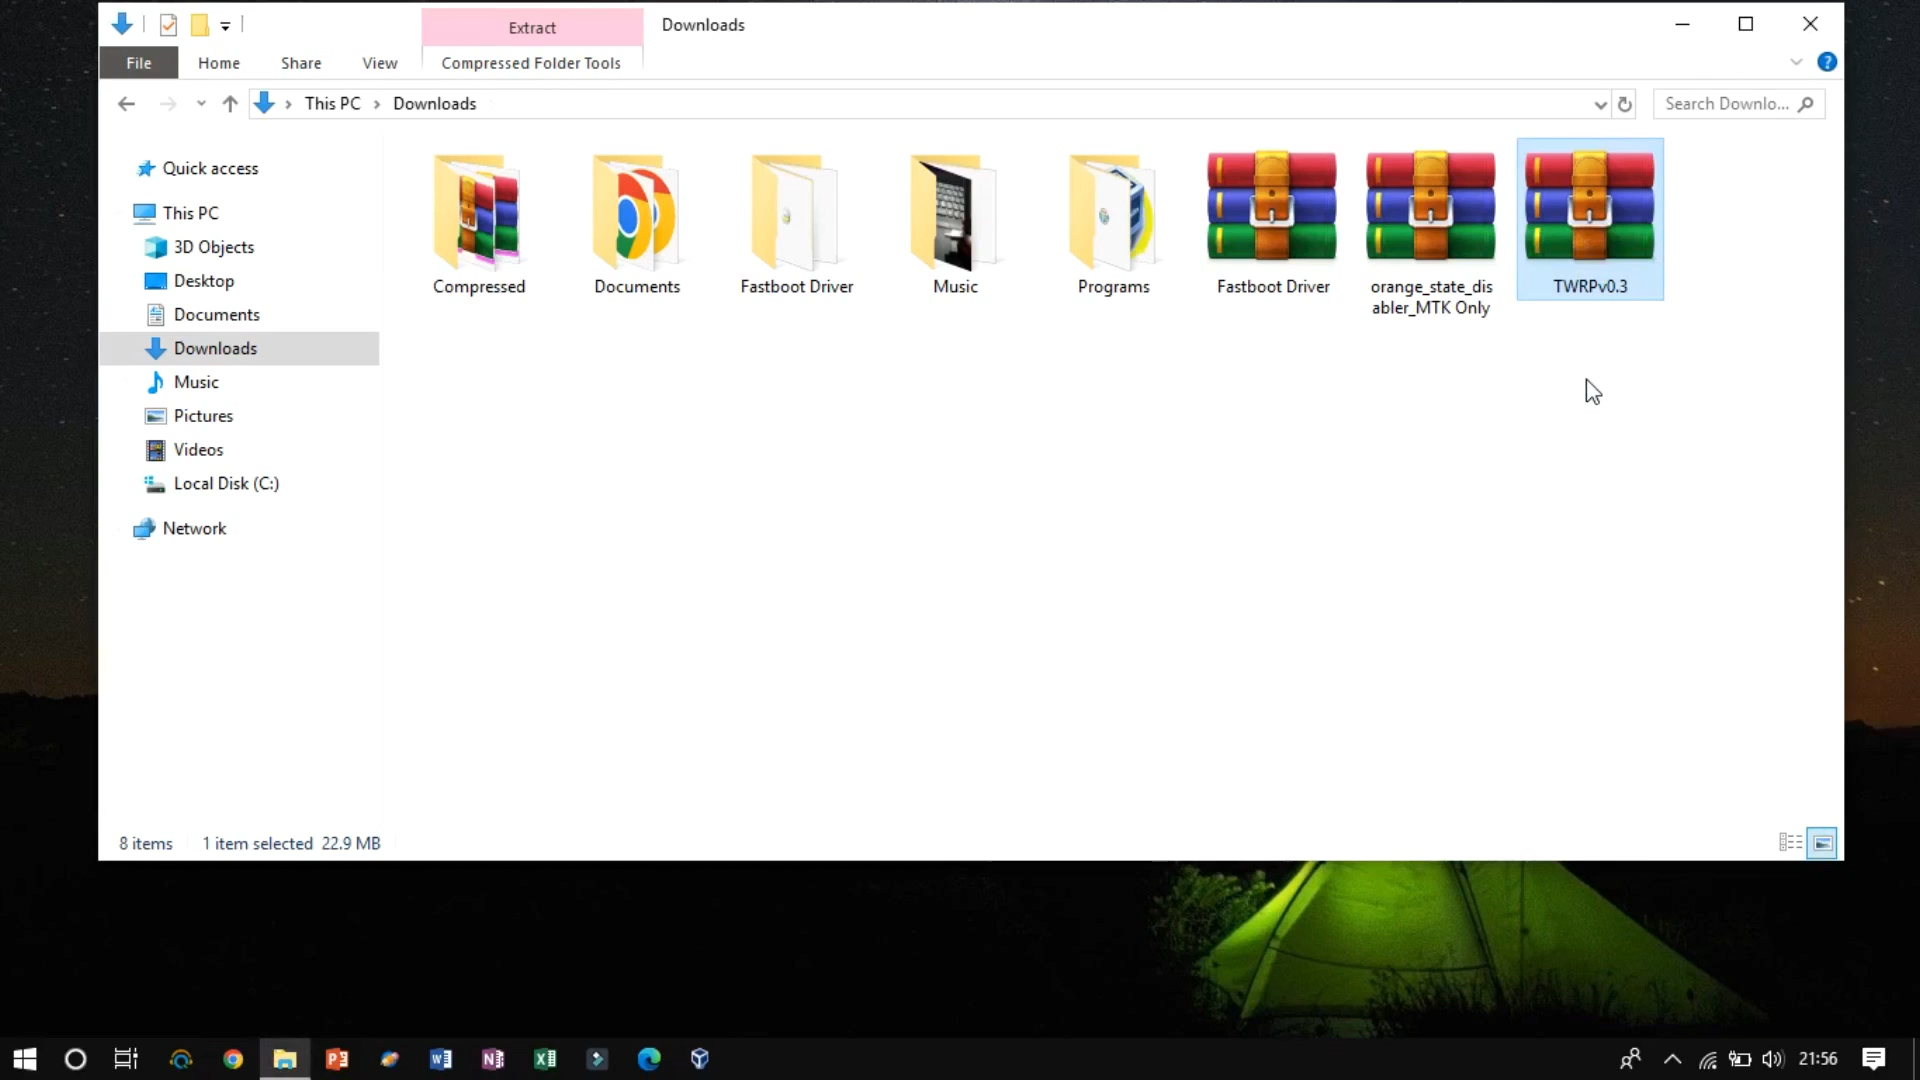 Extract
Downloads
File
Home
Share
View
Compressed Folder Tools
This PC
Downloads
Search Downlo...
Quick access
This PC
3D Objects
Desktop
Documents
Downloads
Music
Pictures
Videos
Local Disk (C:)
Network
Compressed
Documents
Fastboot Driver
Music
Programs
Fastboot Driver
orange_state_dis
abler_MTK Only
TWRPv0.3
8 items
1 item selected 22.9 MB
21:56